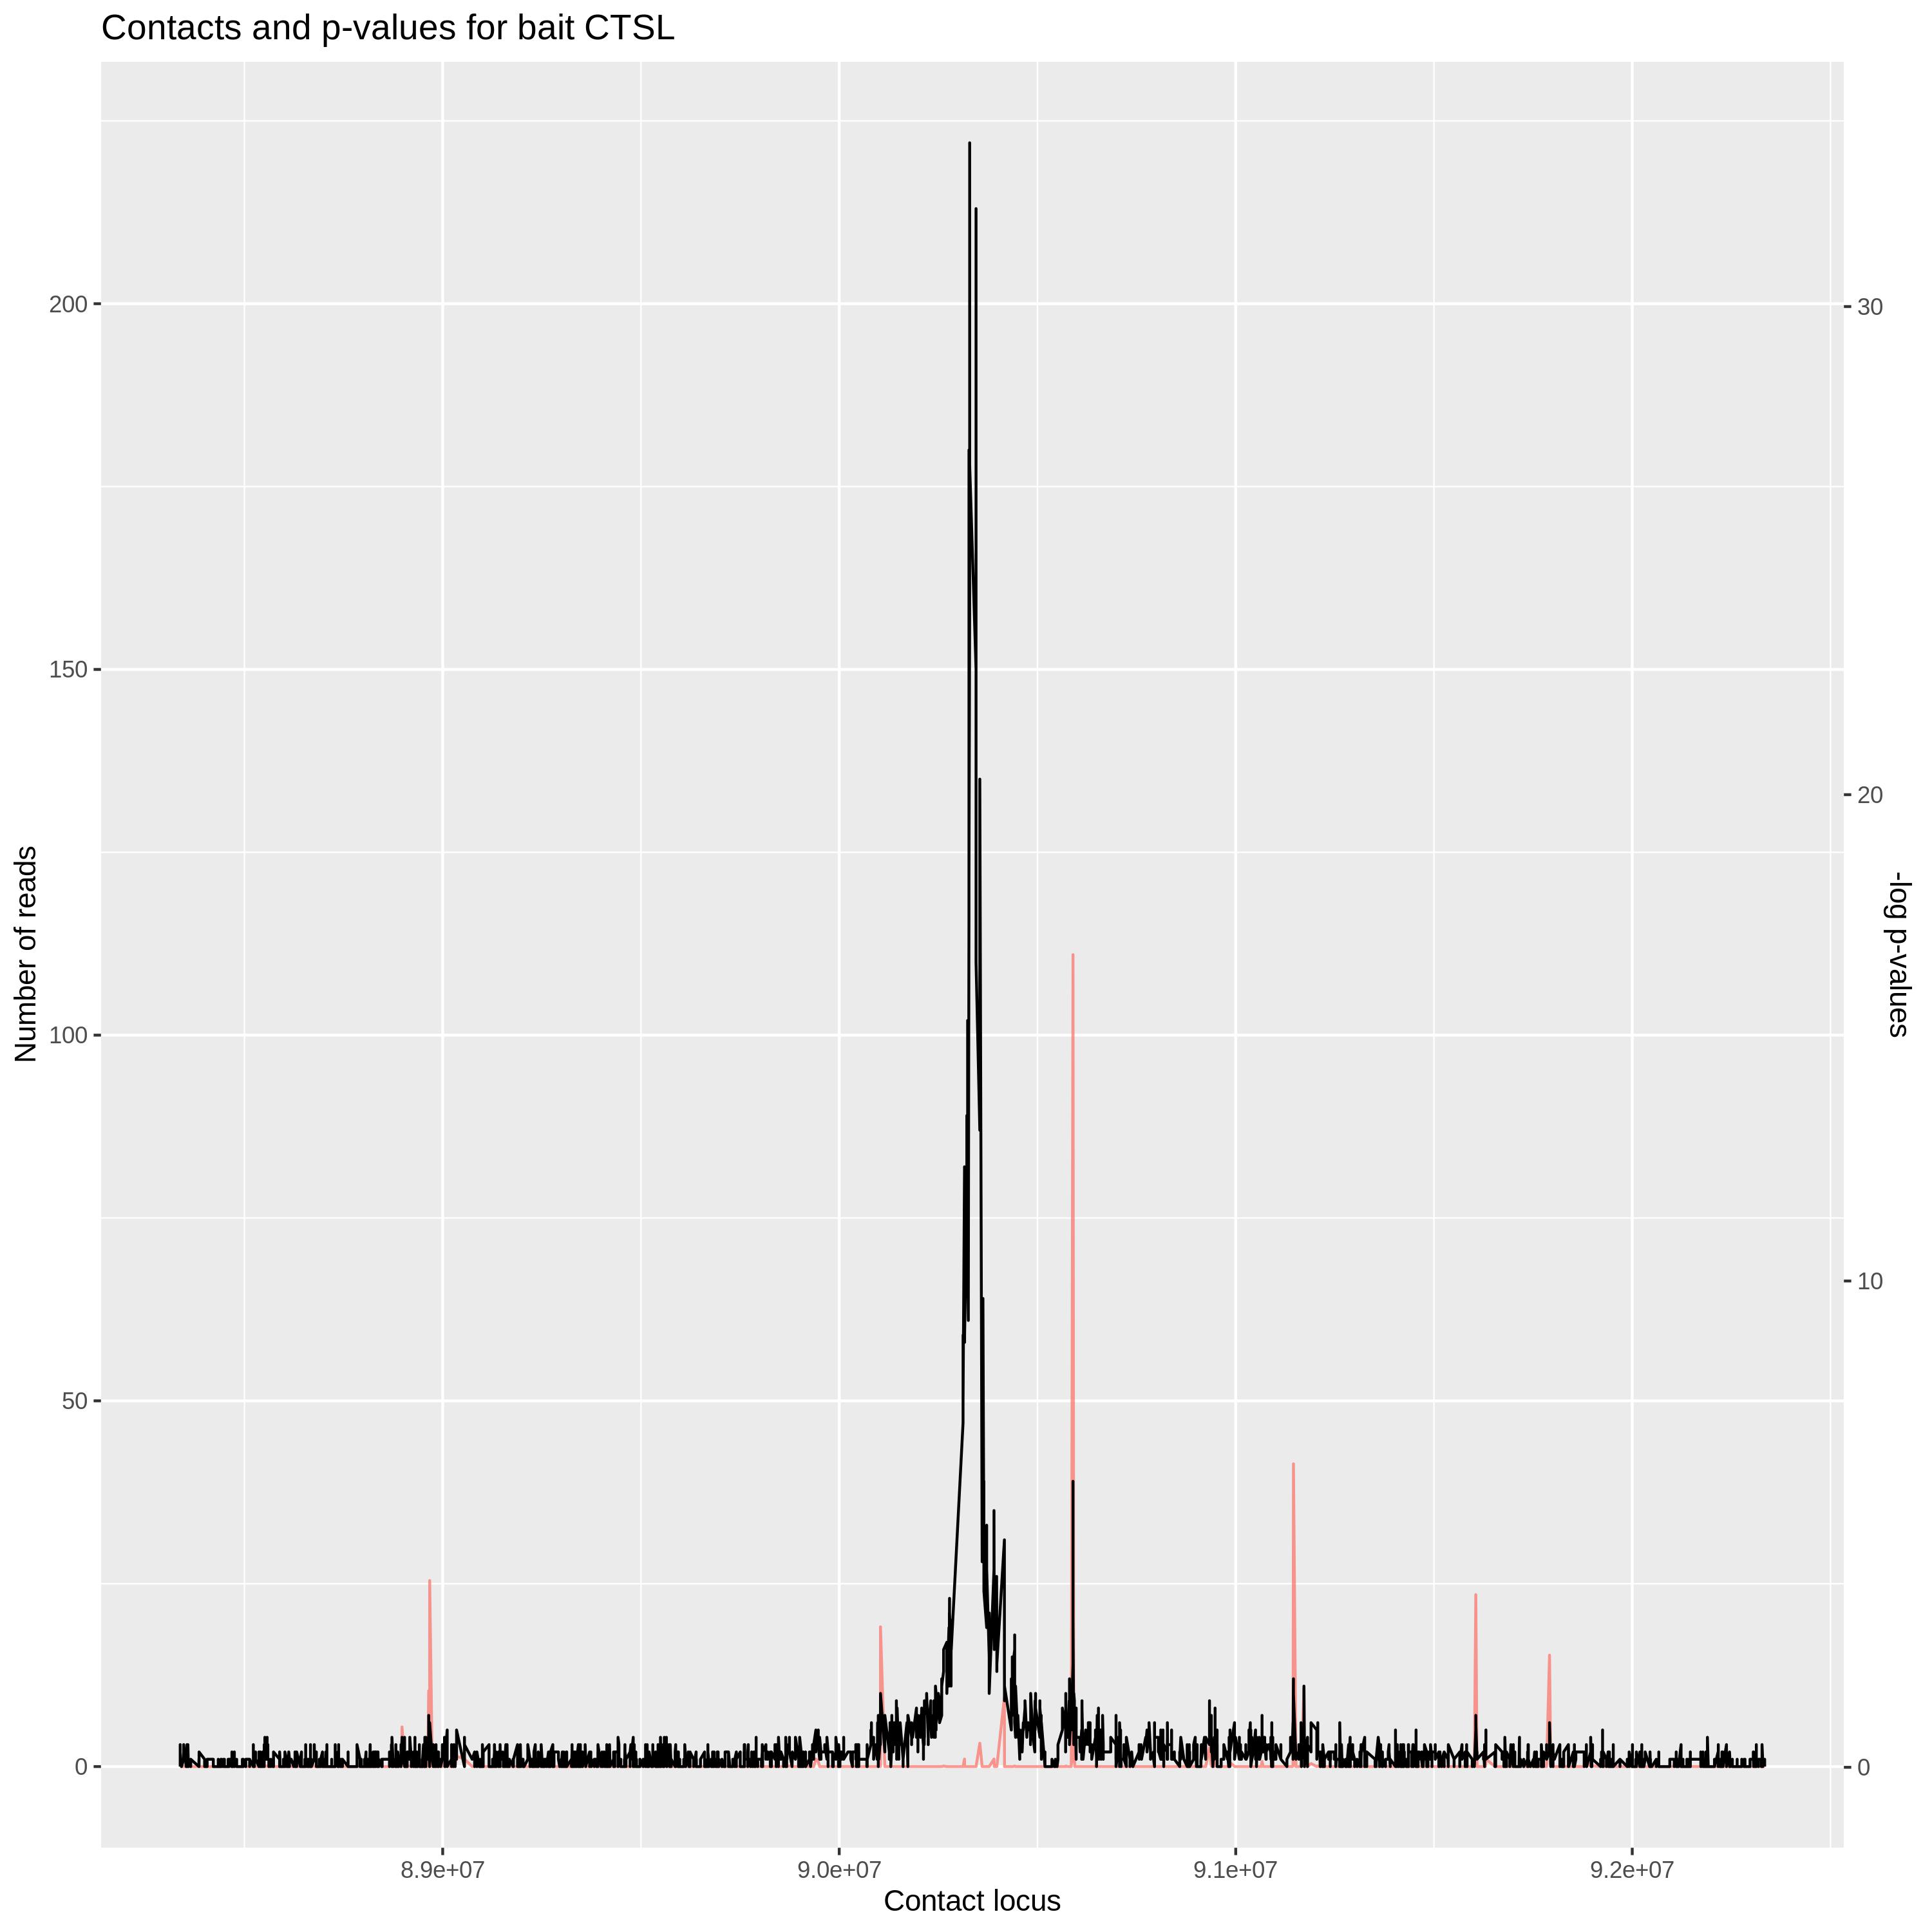 Contacts and p-values for bait CTSL
200
150
100
50
0
Number of reads
30
20
10
0
-log p-values
8.9e+07
9.0e+07
9.1e+07
9.2e+07
Contact locus